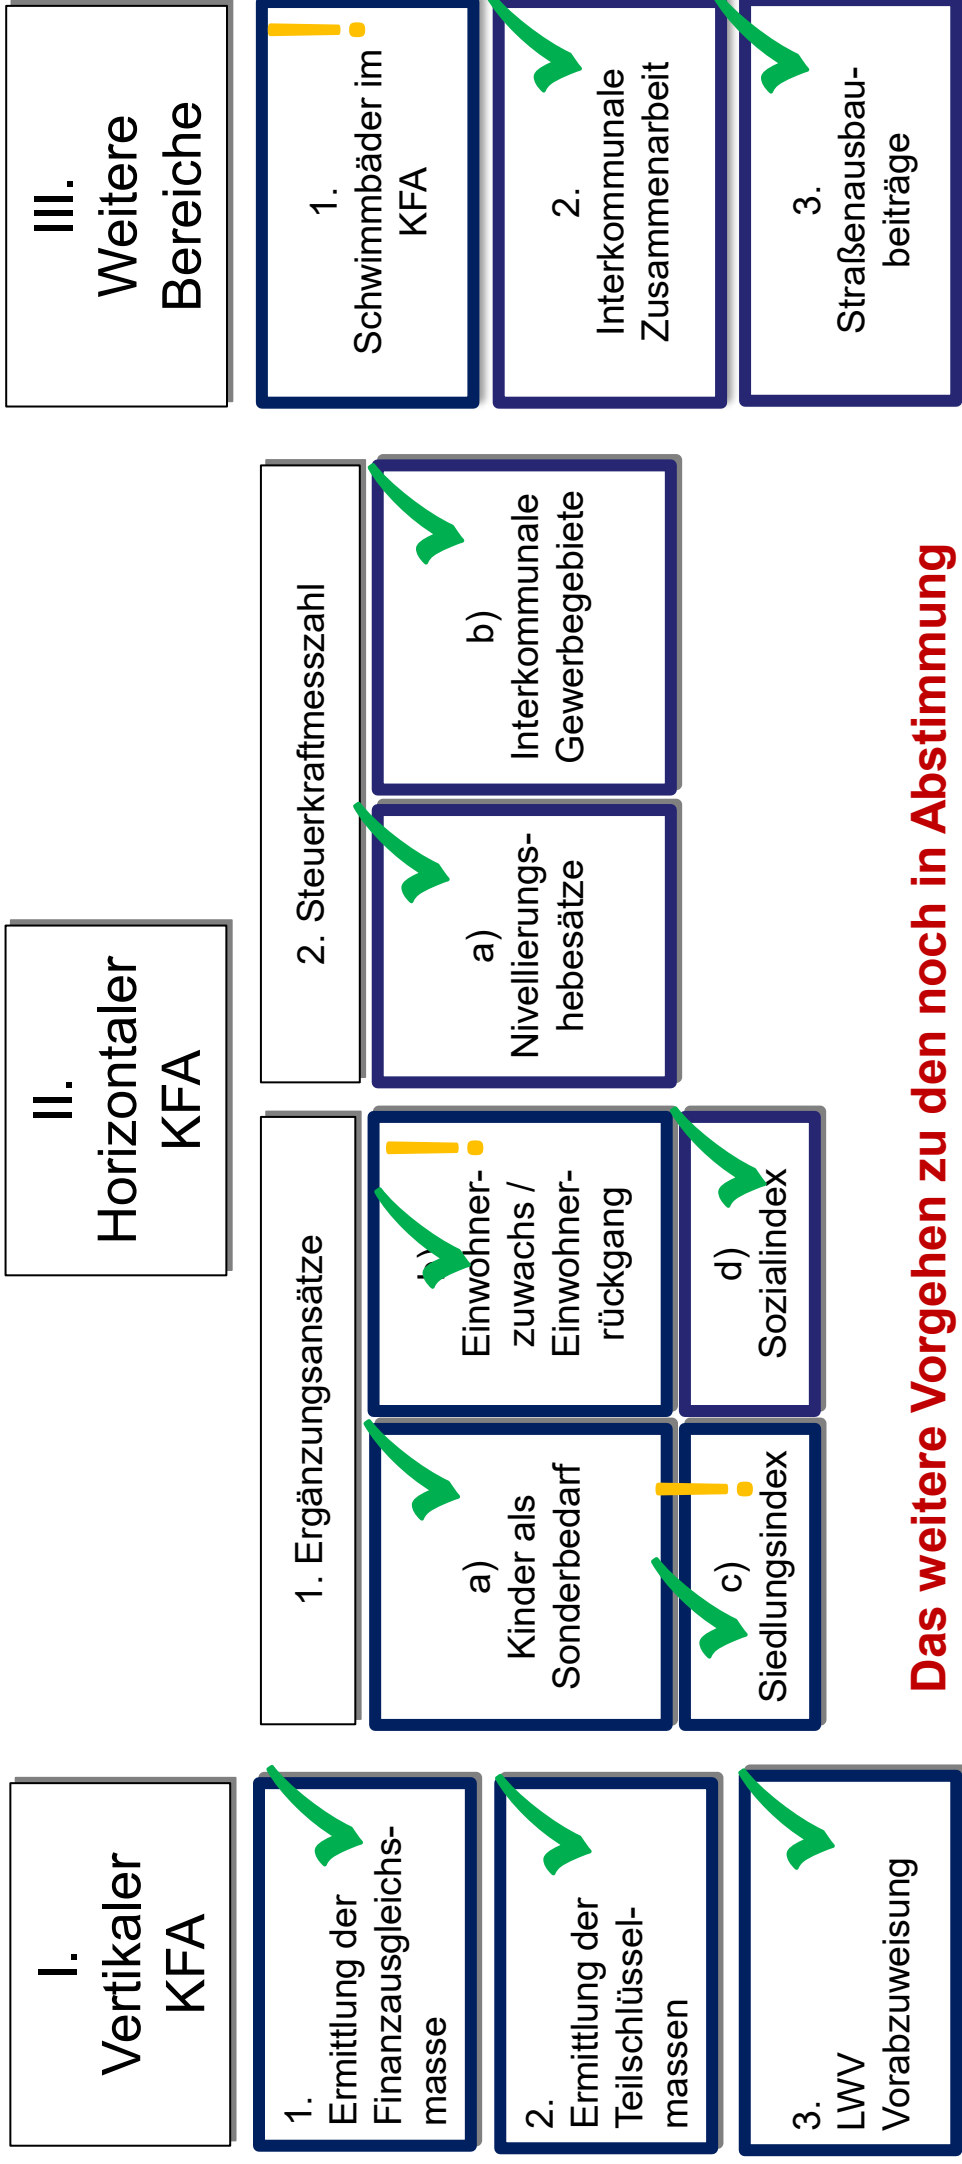 I.
Vertikaler
KFA
1.
Ermittlung der
Finanzausgleichs-
masse
2.
Ermittlung der
Teilschlüssel-
massen
3.
LWV
Vorabzuweisung
II.
Horizontaler
KFA
1. Ergänzungsansätze
a)
Kinder als
Sonderbedarf
b)
Einwohner-
zuwachs /
Einwohner-
rückgang
c)
Siedlungsindex
d)
Sozialindex
2. Steuerkraftmesszahl
a)
Nivellierungs-
hebesätze
b)
Interkommunale
Gewerbegebiete
III.
Weitere
Bereiche
1.
Schwimmbäder im
KFA
2.
Interkommunale
Zusammenarbeit
3.
Straßenausbau-
beiträge
Das weitere Vorgehen zu den noch in Abstimmung